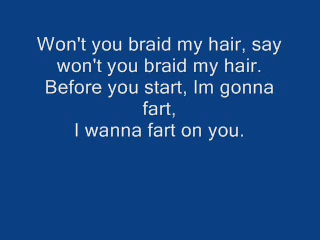 Won't you braid my hair, say
won't you braid my hair.
Before you start, Im gonna
fart,
I wanna fart on you.